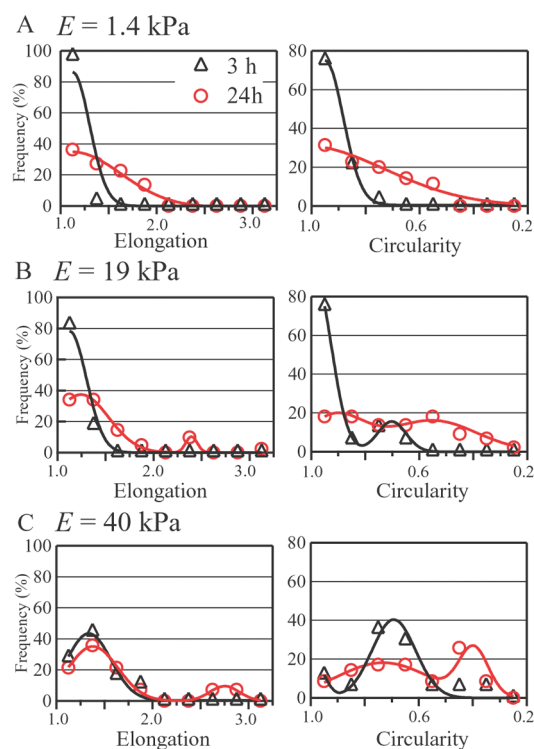 A E = 1.4 kPa
100
80
60
40
20
0
Frequency (%)
3 h
24h
1.0 2.0 3.0
Elongation
80
60
40
20
0
1.0 0.6 0.2
Circularity
B E = 19 kPa
100
80
60
40
20
0
Frequency (%)
1.0 2.0 3.0
Elongation
80
60
40
20
0
1.0 0.6 0.2
Circularity
C E = 40 kPa
100
80
60
40
20
0
Frequency (%)
1.0 2.0 3.0
Elongation
80
60
40
20
0
1.0 0.6 0.2
Circularity